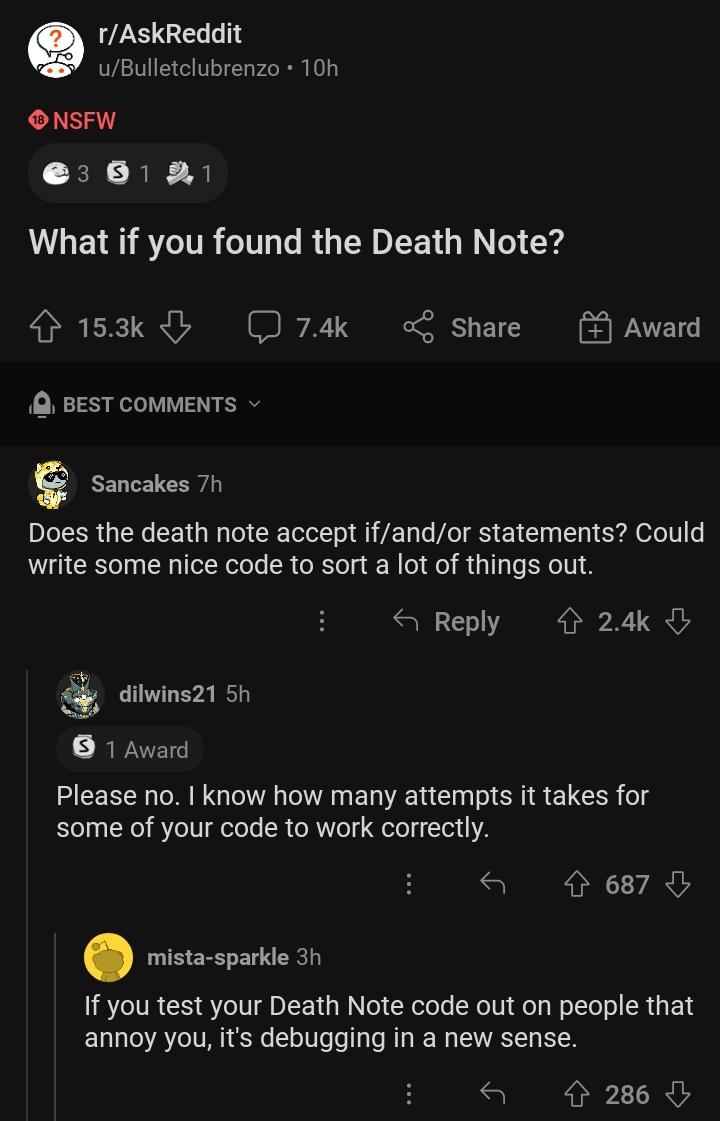 r/AskReddit
u/Bulletclubrenzo • 10h
18 NSFW
3 S 1 1
What if you found the Death Note?
15.3k 7.4k Share Award
BEST COMMENTS
Sancakes 7h
Does the death note accept if/and/or statements? Could
write some nice code to sort a lot of things out.
Reply 2.4k
dilwins21 5h
S 1 Award
Please no. I know how many attempts it takes for
some of your code to work correctly.
687
mista-sparkle 3h
If you test your Death Note code out on people that
annoy you, it's debugging in a new sense.
286